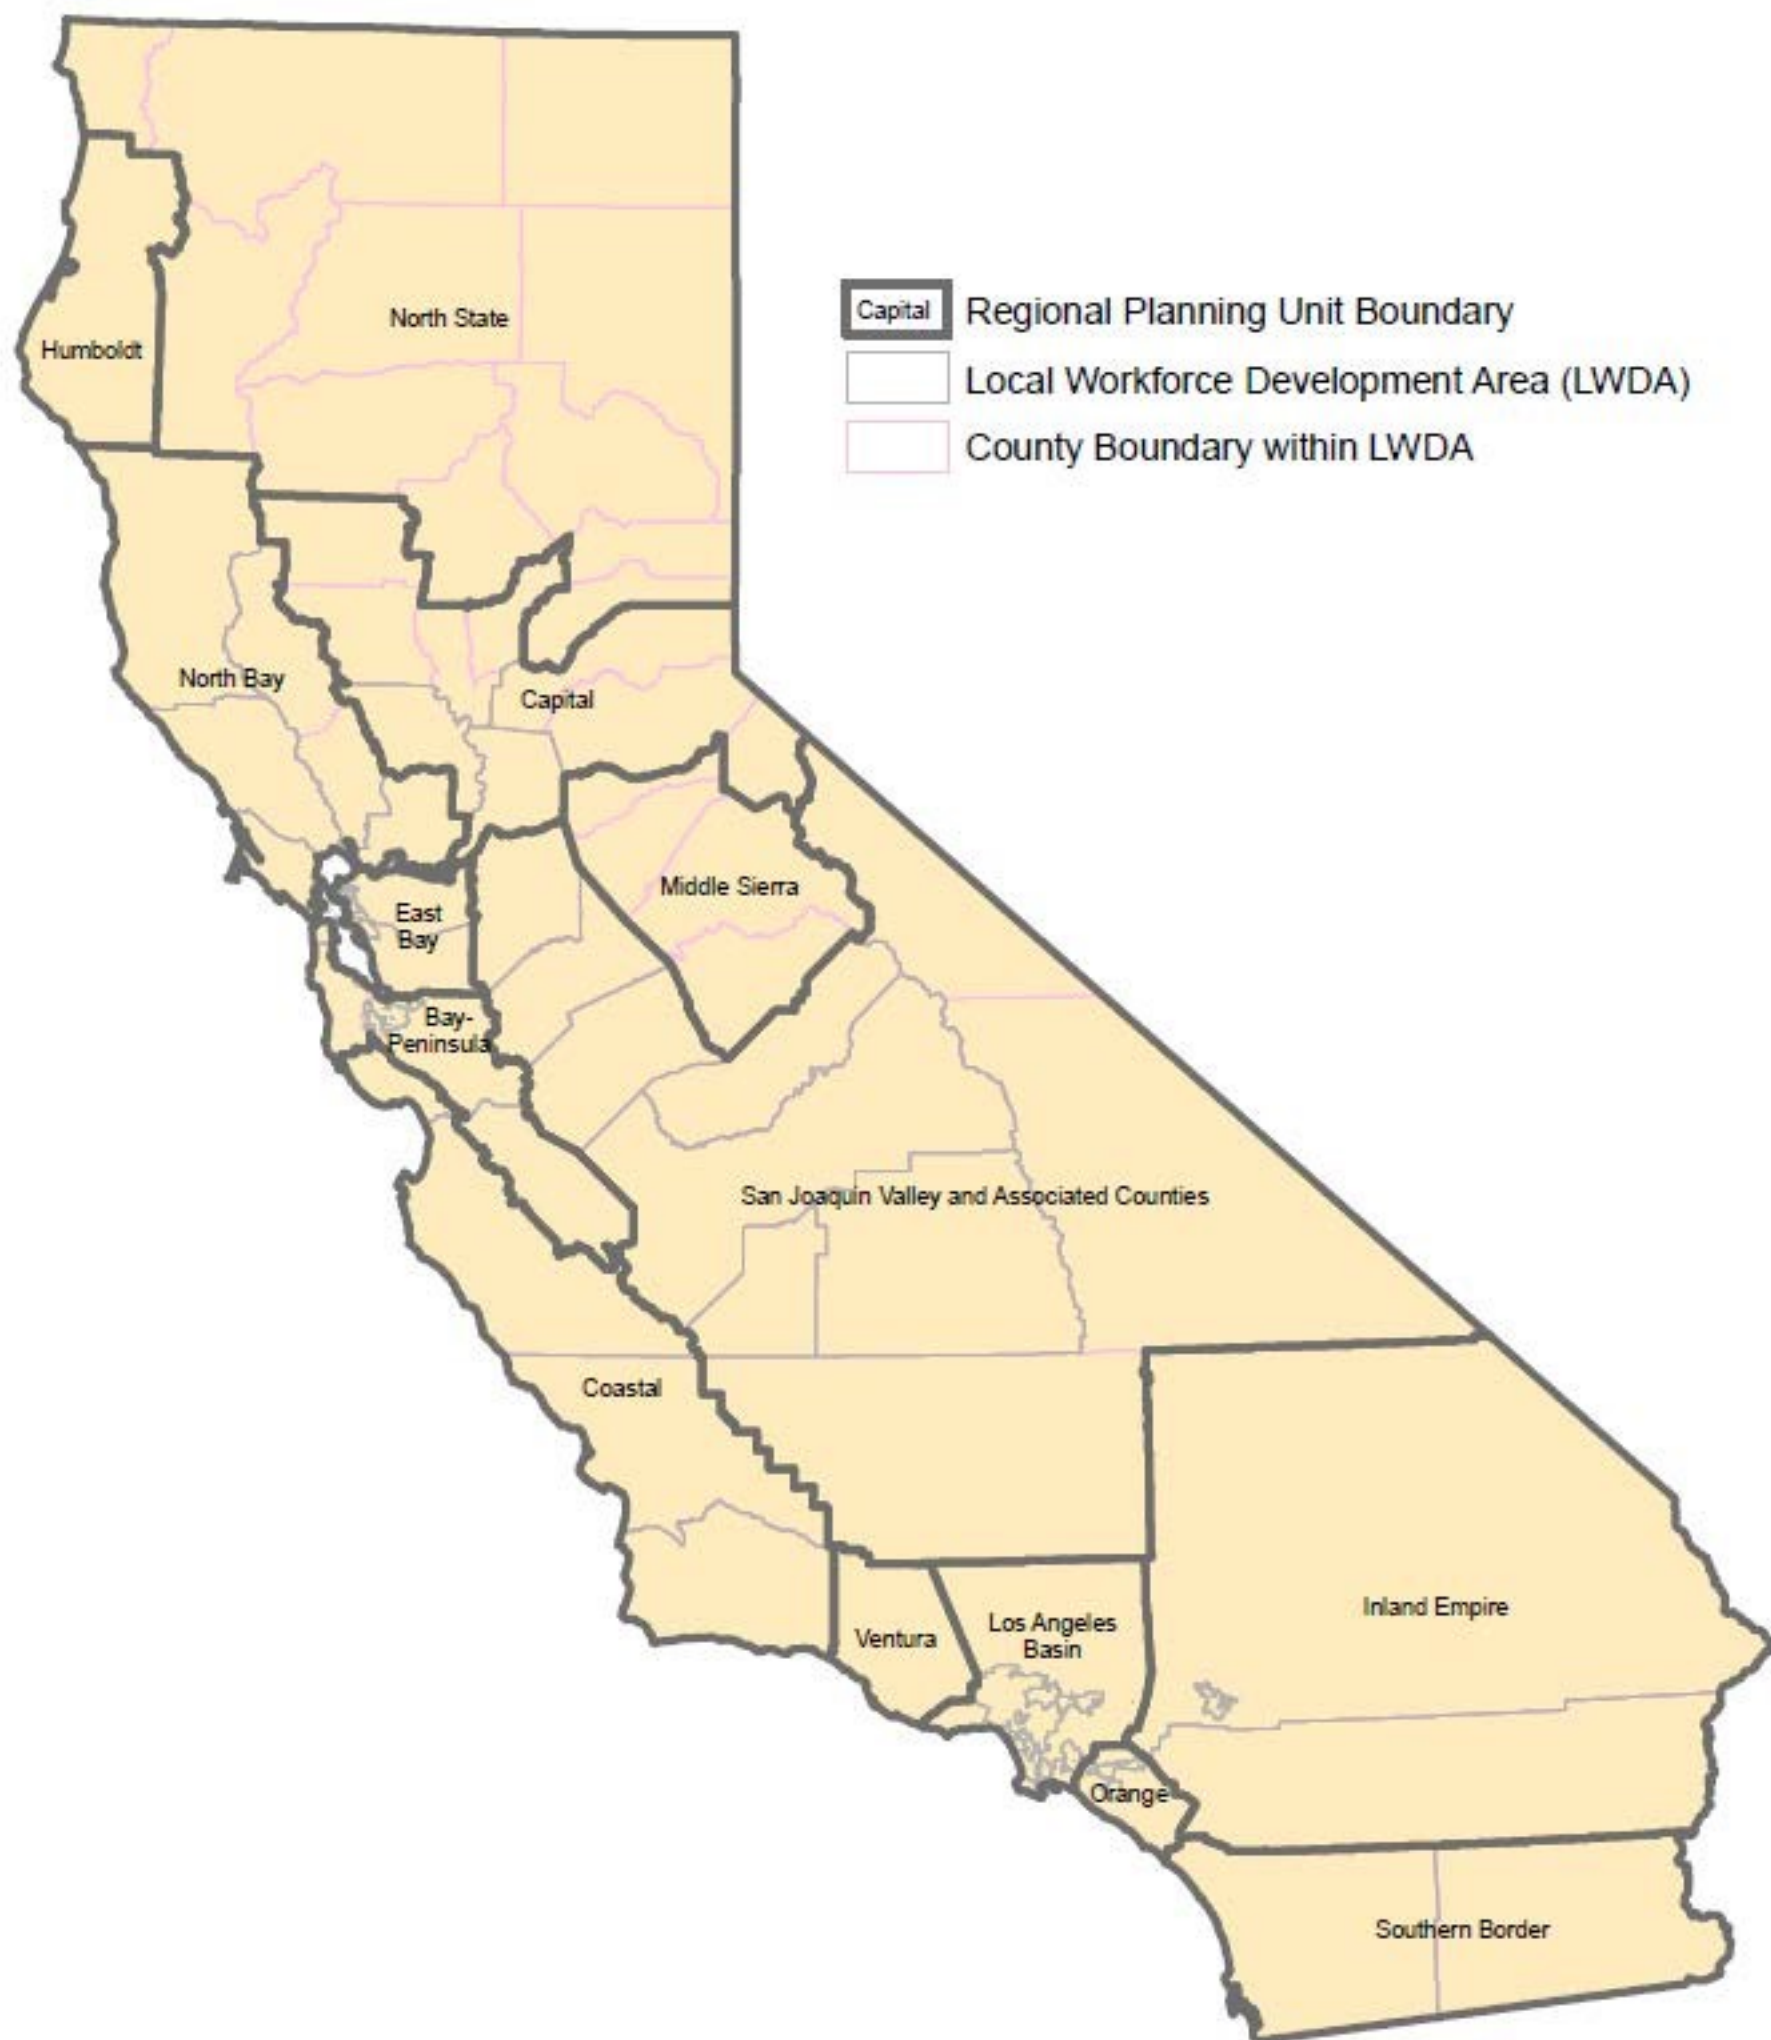 Capital
Regional Planning Unit Boundary
Local Workforce Development Area (LWDA)
County Boundary within LWDA
North State
Humboldt
North Bay
Capital
Middle Sierra
East
Bay
Bay-
Peninsula
San Joaquin Valley and Associated Counties
Coastal
Inland Empire
Ventura
Los Angeles
Basin
Orange
Southern Border